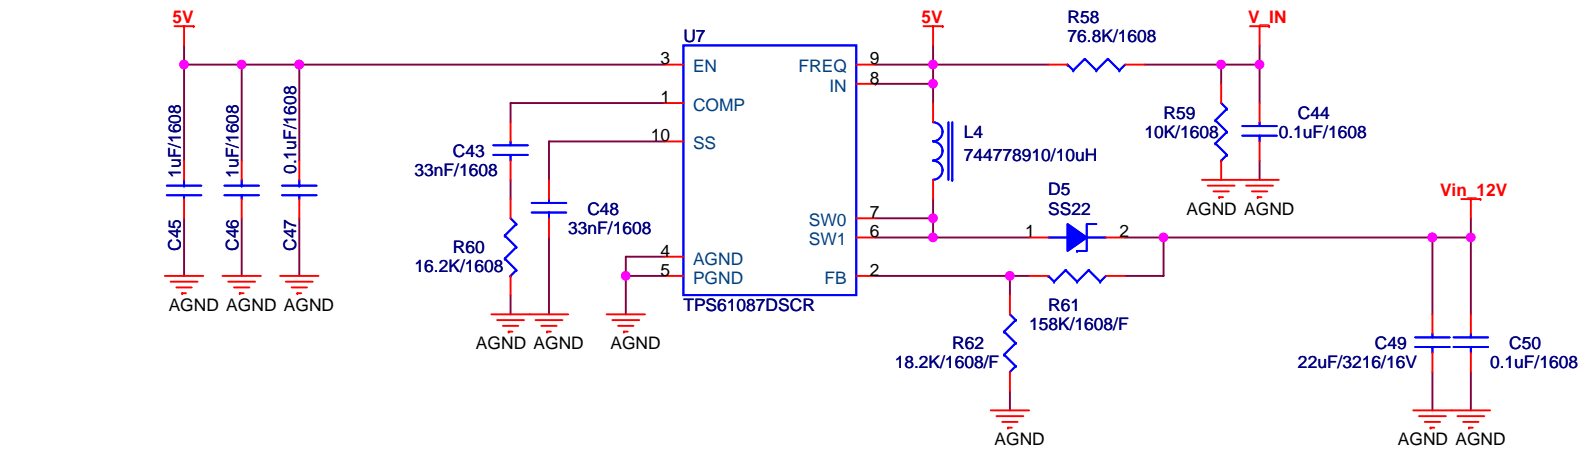 5V
1uF/1608
C45
AGND
1uF/1608
C46
AGND
0.1uF/1608
C47
AGND
C43
33nF/1608
R60
16.2K/1608
AGND
C48
33nF/1608
AGND
AGND
U7
3 EN
1 COMP
10 SS
4 AGND
5 PGND
FREQ 9
IN 8
SW0 7
SW1 6
FB 2
TPS61087DSCR
5V
R58
76.8K/1608
V_IN
R59
10K/1608
AGND
C44
0.1uF/1608
AGND
L4
744778910/10uH
D5
SS22
1 2
R61
158K/1608/F
R62
18.2K/1608/F
AGND
Vin_12V
C49
22uF/3216/16V
AGND
C50
0.1uF/1608
AGND